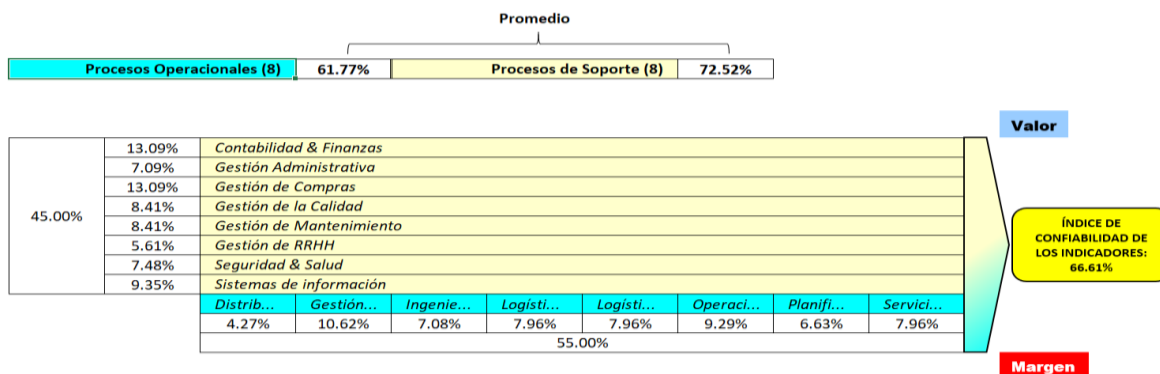 Promedio
Procesos Operacionales (8) 61.77% Procesos de Soporte (8) 72.52%
Valor
45.00%
13.09% Contabilidad & Finanzas
7.09% Gestión Administrativa
13.09% Gestión de Compras
8.41% Gestión de la Calidad
8.41% Gestión de Mantenimiento
5.61% Gestión de RRHH
7.48% Seguridad & Salud
9.35% Sistemas de información
ÍNDICE DE
CONFIABILIDAD DE
LOS INDICADORES:
66.61%
Distrib... Gestión... Ingenie... Logísti... Logísti... Operaci... Planifi... Servici...
4.27% 10.62% 7.08% 7.96% 7.96% 9.29% 6.63% 7.96%
55.00%
Margen